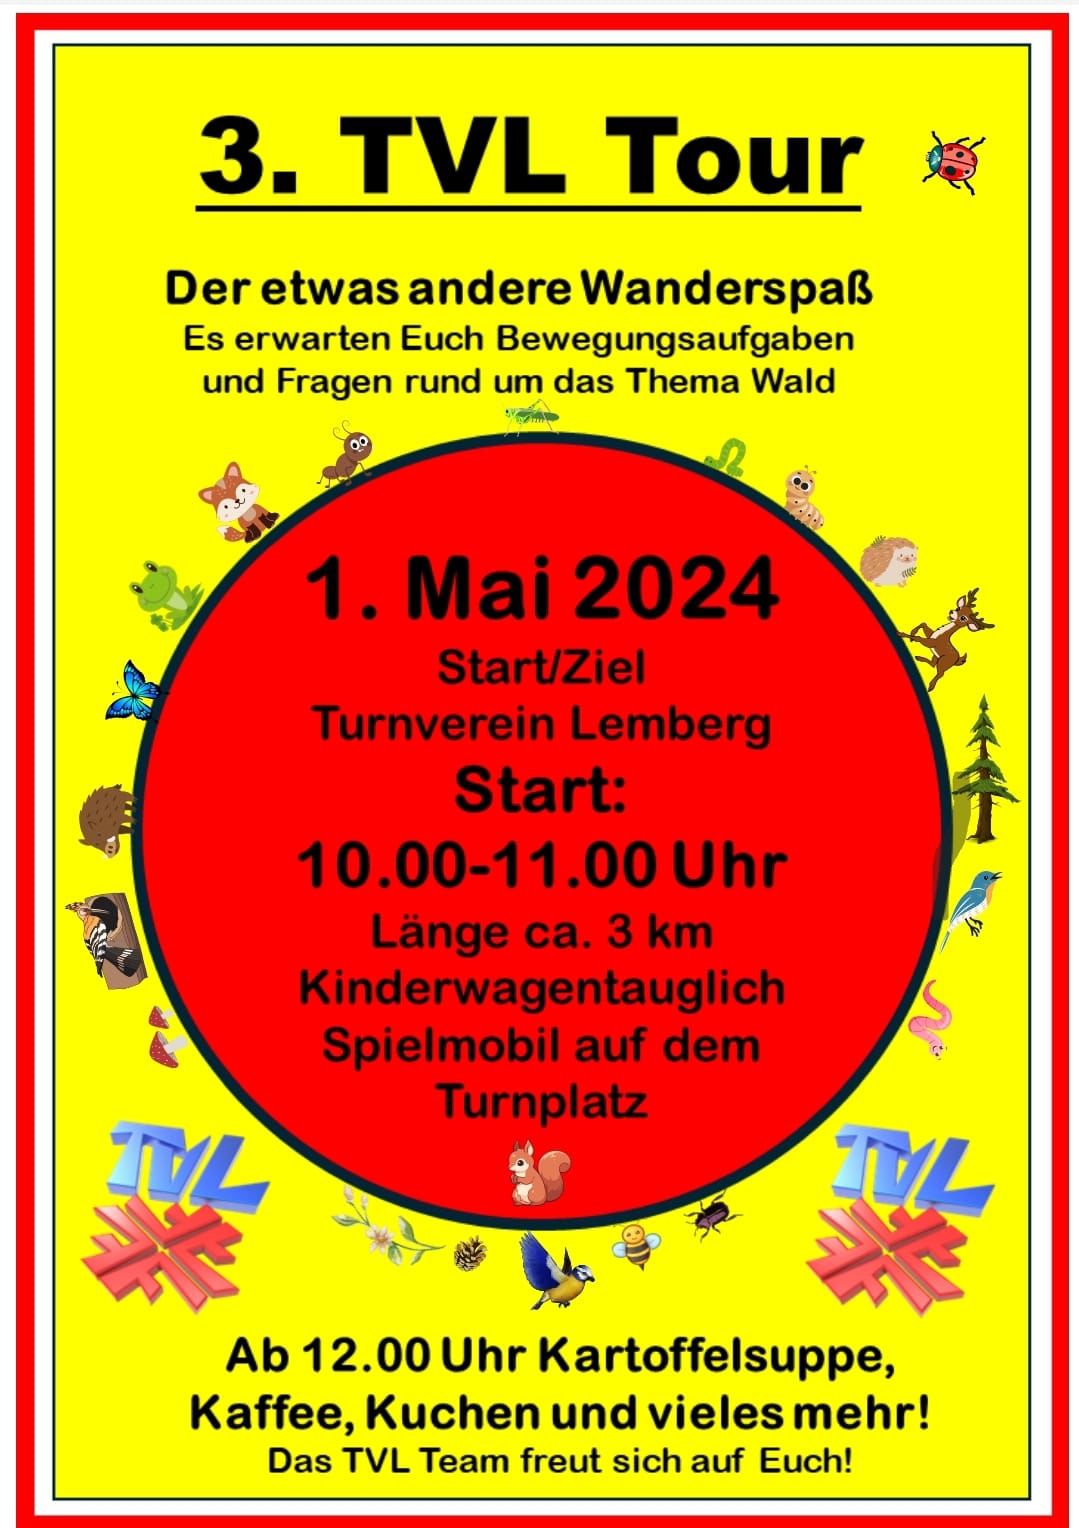 3. TVL Tour
Der etwas andere Wanderspaß
Es erwarten Euch Bewegungsaufgaben
und Fragen rund um das Thema Wald
1. Mai 2024
Start/Ziel
Turnverein Lemberg
Start:
10.00-11.00 Uhr
Länge ca. 3 km
Kinderwagentauglich
Spielmobil auf dem
Turnplatz
TVL
TVL
Ab 12.00 Uhr Kartoffelsuppe,
Kaffee, Kuchen und vieles mehr!
Das TVL Team freut sich auf Euch!